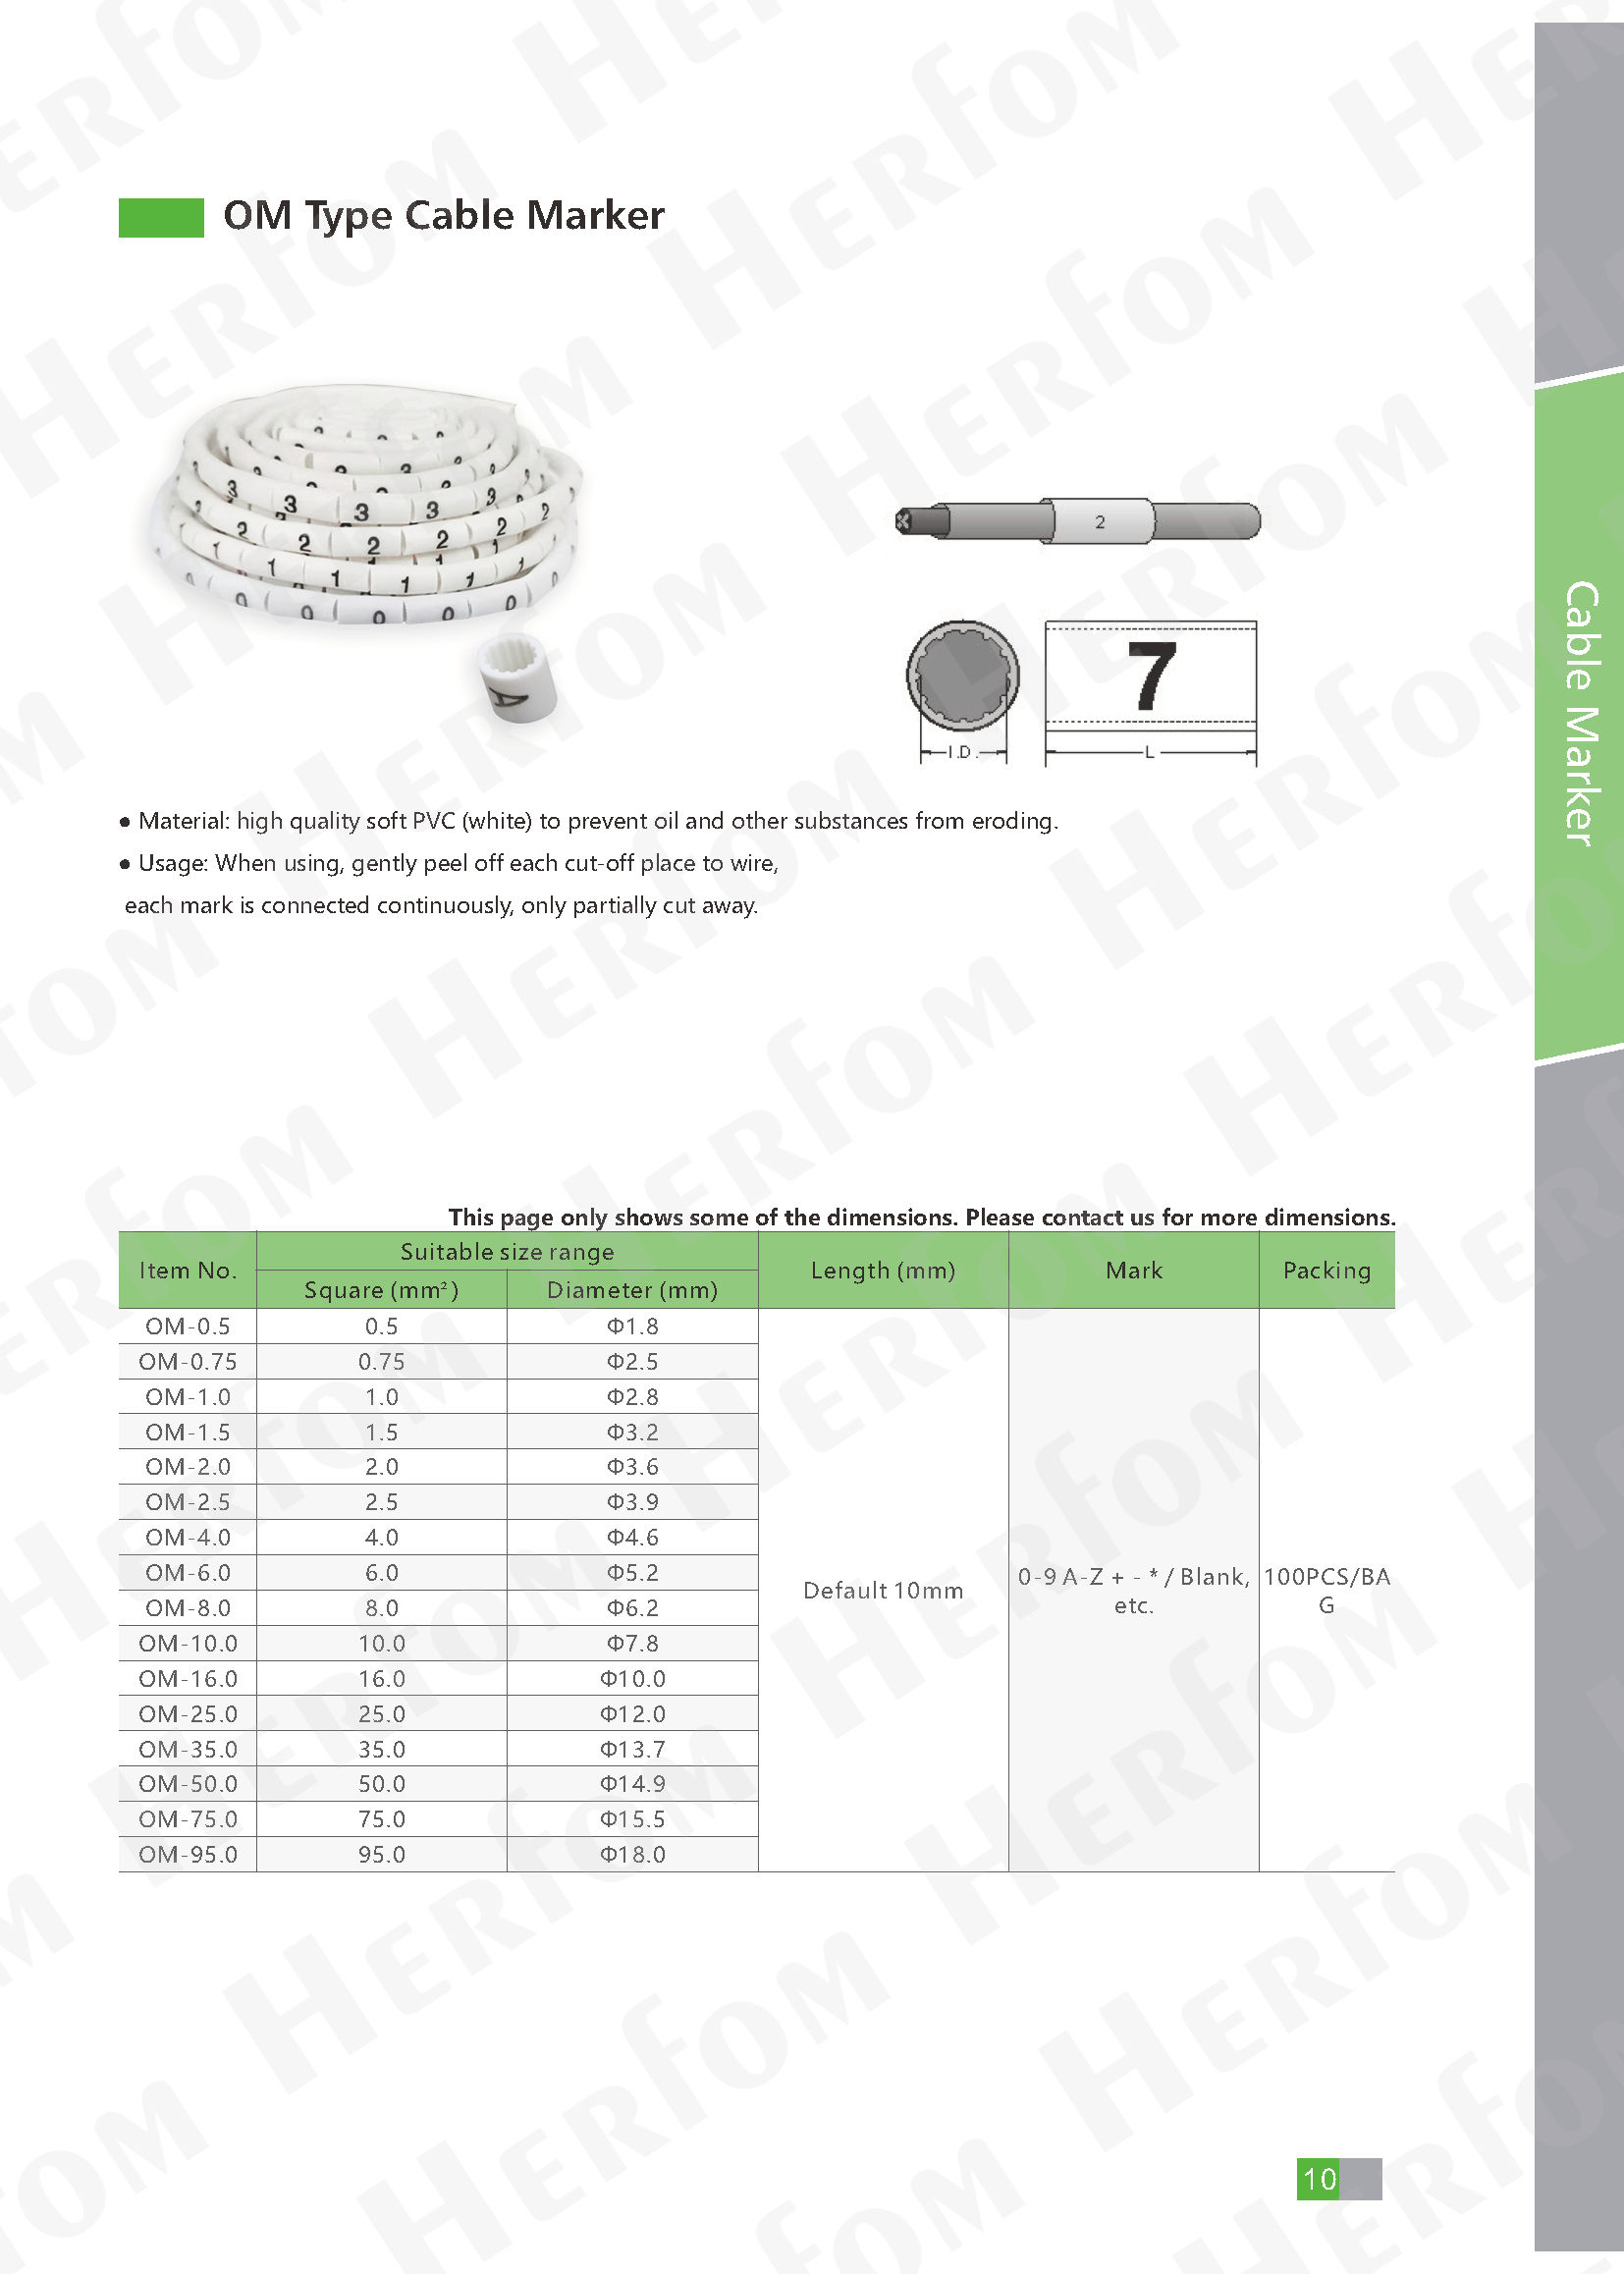 OM Type Cable Marker
2
7
I.D.
L
● Material: high quality soft PVC (white) to prevent oil and other substances from eroding.
● Usage: When using, gently peel off each cut-off place to wire,
each mark is connected continuously, only partially cut away.
Cable Marker
This page only shows some of the dimensions. Please contact us for more dimensions.
Item No. Suitable size range Length (mm) Mark Packing
Square (mm²) Diameter (mm)
OM-0.5 0.5 Φ1.8
OM-0.75 0.75 Φ2.5
OM-1.0 1.0 Φ2.8
OM-1.5 1.5 Φ3.2
OM-2.0 2.0 Φ3.6
OM-2.5 2.5 Φ3.9
OM-4.0 4.0 Φ4.6
OM-6.0 6.0 Φ5.2
OM-8.0 8.0 Φ6.2
OM-10.0 10.0 Φ7.8
OM-16.0 16.0 Φ10.0
OM-25.0 25.0 Φ12.0
OM-35.0 35.0 Φ13.7
OM-50.0 50.0 Φ14.9
OM-75.0 75.0 Φ15.5
OM-95.0 95.0 Φ18.0
Default 10mm
0-9 A-Z + - * / Blank,
etc.
100PCS/BA
G
10
HERFOM